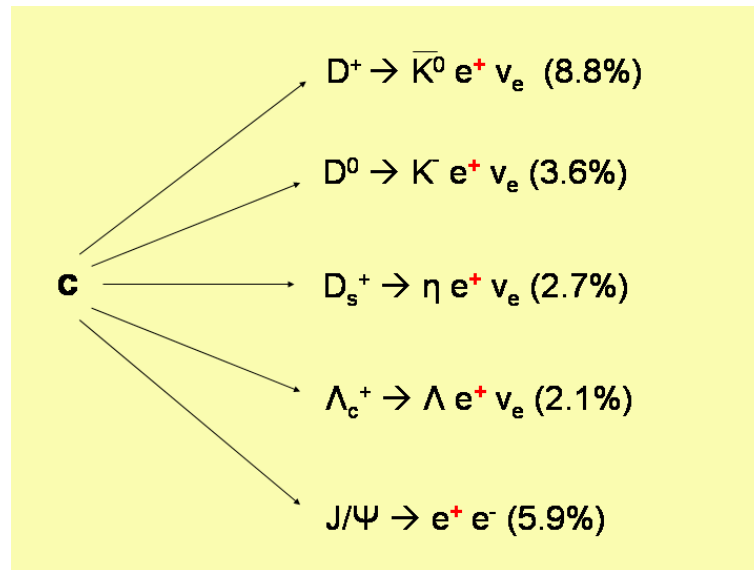 D⁺ → K̅⁰ e⁺ νₑ (8.8%)
D⁰ → K⁻ e⁺ νₑ (3.6%)
c
Dₛ⁺ → η e⁺ νₑ (2.7%)
Λc⁺ → Λ e⁺ νₑ (2.1%)
J/Ψ → e⁺ e⁻ (5.9%)